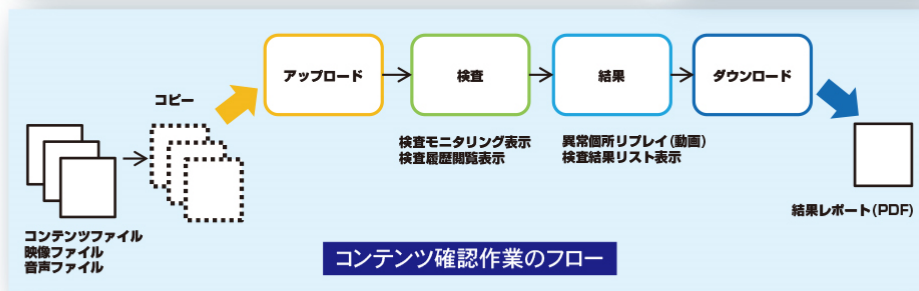 アップロード
検査
結果
ダウンロード
コピー
検査モニタリング表示
検査履歴閲覧表示
異常個所リプレイ(動画)
検査結果リスト表示
結果レポート(PDF)
コンテンツファイル
映像ファイル
音声ファイル
コンテンツ確認作業のフロー